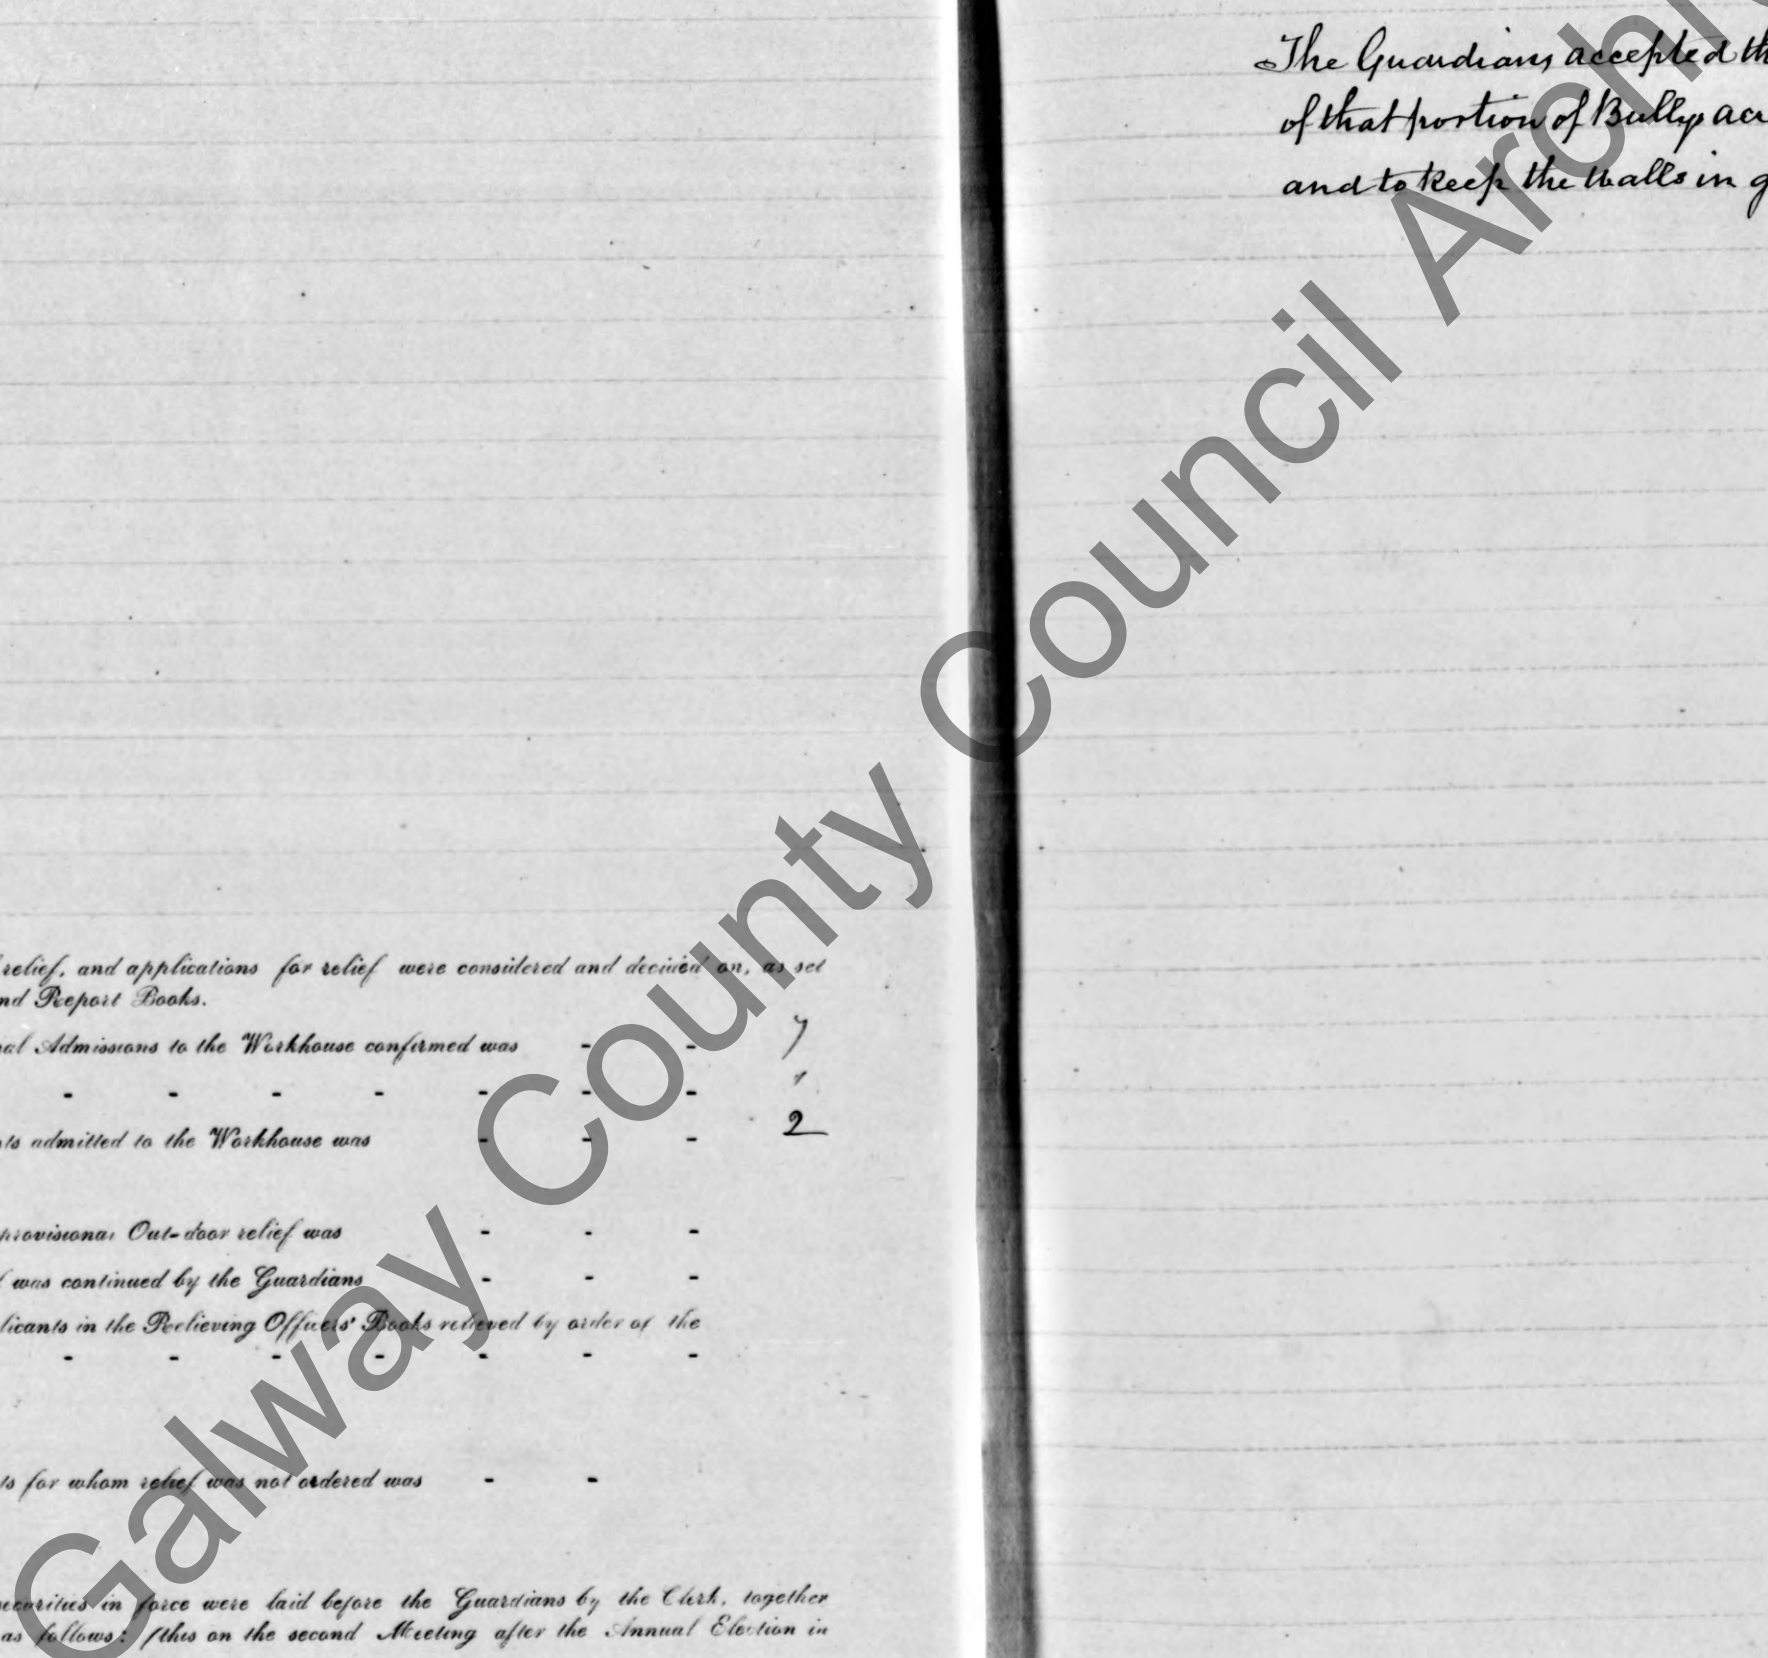 relief, and applications for relief were considered and decided on, as set
nd Report Books.
al Admissions to the Workhouse confirmed was - - 7
- - - - - - -
ts admitted to the Workhouse was - - - 2
provisional Out-door relief was - - -
was continued by the Guardians - - -
licants in the Relieving Officers' Books relieved by order of the
- - - - - - -
ts for whom relief was not ordered was - -
securities in force were laid before the Guardians by the Clerk, together
as follows: (this on the second Meeting after the Annual Election in
The Guardians accepted th
of that portion of Bullys acr
and to keep the walls in g
Galway County Council Archi